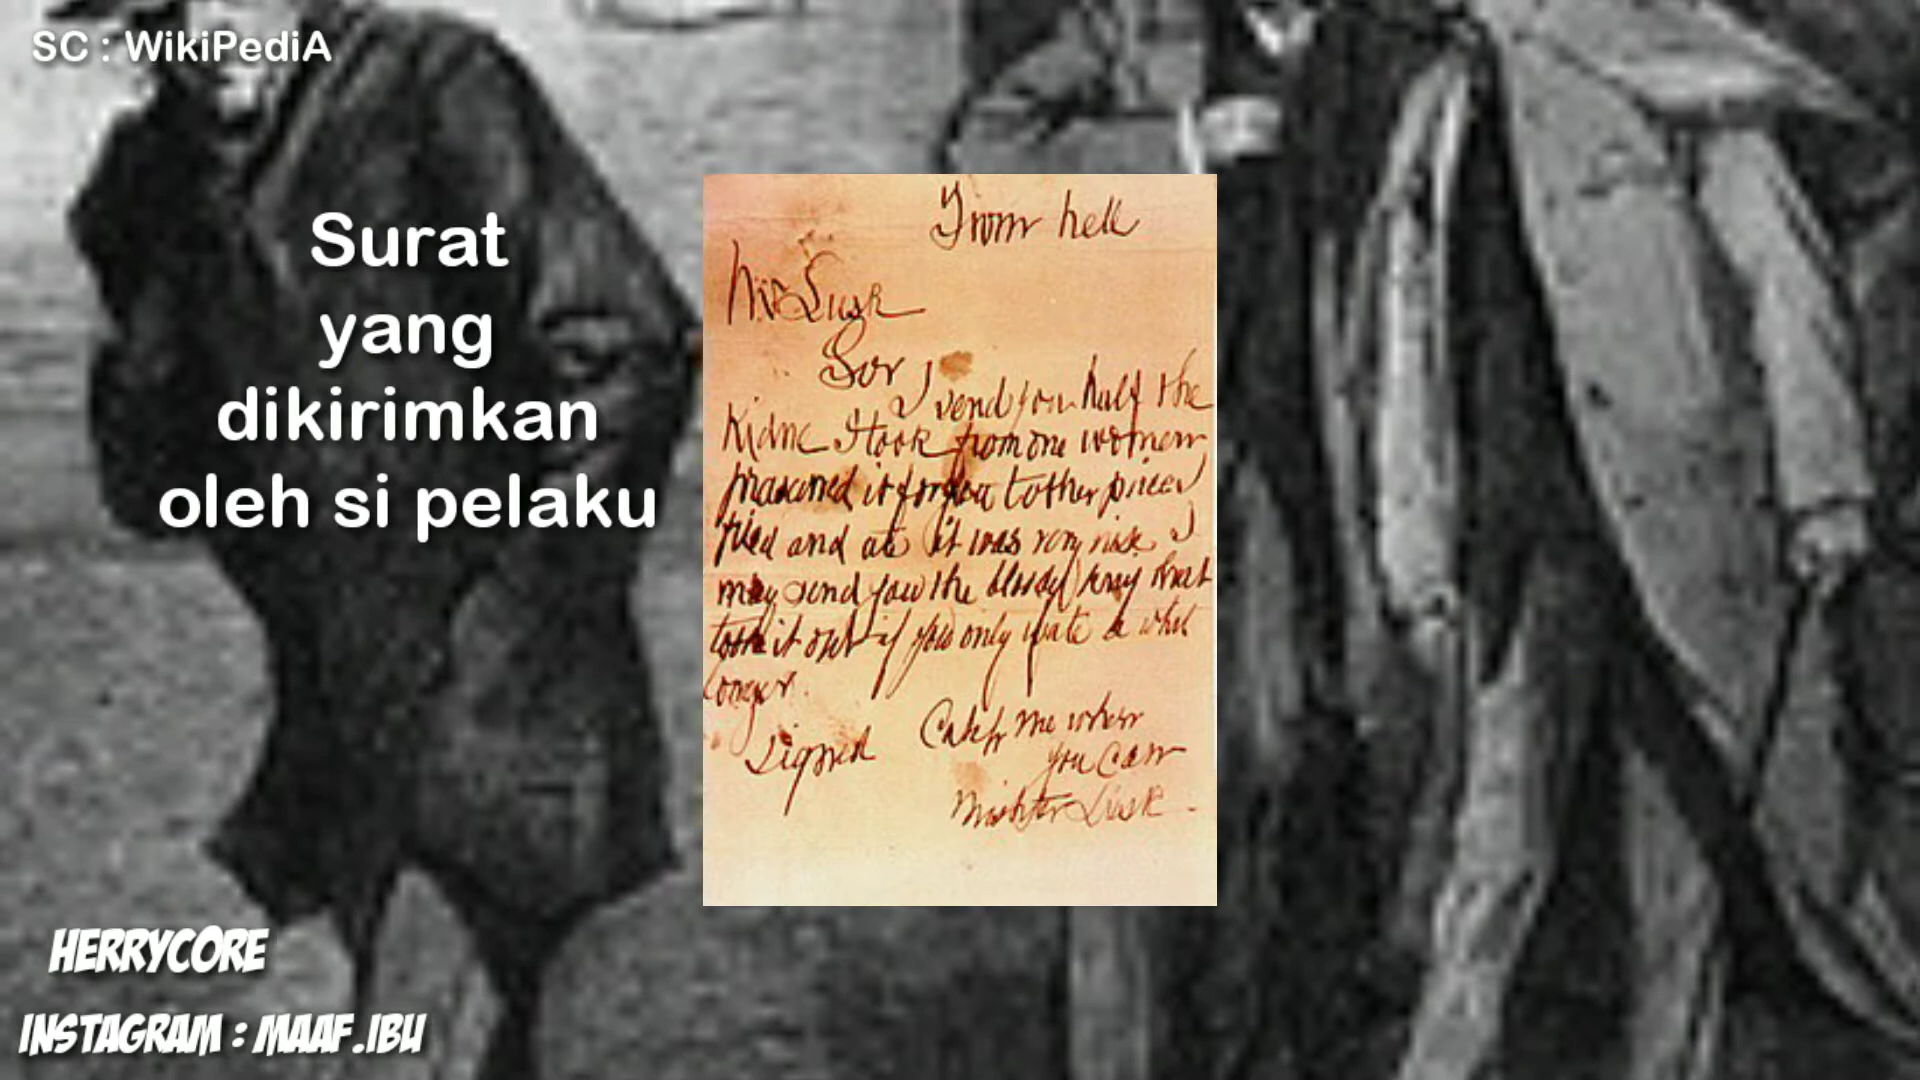 SC : WikiPediA
Surat
yang
dikirimkan
oleh si pelaku
From hell
Mr Lusk
Sor
I send you half the
Kidne I took from one women
prasarved it for you tother piece I
fried and ate it was very nise I
may send you the bloody knif that
took it out if you only wate a whil
longer.
Signed Catch me when
you can
Mishter Lusk -
HERRYCORE
INSTAGRAM : MAAF.IBU